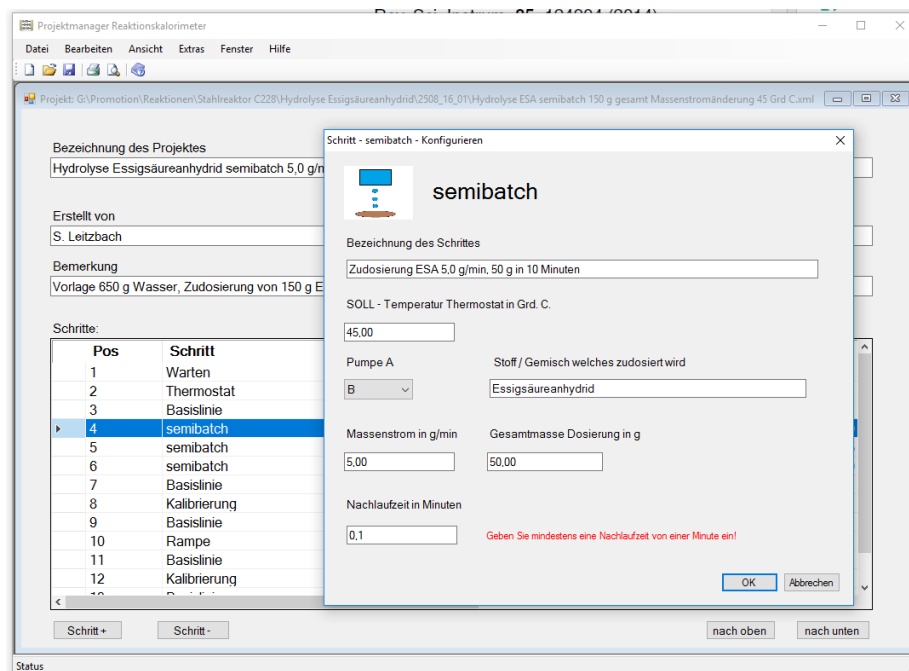 Rev. Sci. Instrum. 85, 124204 (2014)
Projektmanager Reaktionskalorimeter
Datei Bearbeiten Ansicht Extras Fenster Hilfe
Projekt: G:\Promotion\Reaktionen\Stahlreaktor C228\Hydrolyse Essigsäureanhydrid\2508_16_01\Hydrolyse ESA semibatch 150 g gesamt Massenstromänderung 45 Grd C.xml
Bezeichnung des Projektes
Hydrolyse Essigsäureanhydrid semibatch 5,0 g/m
Erstellt von
S. Leitzbach
Bemerkung
Vorlage 650 g Wasser, Zudosierung von 150 g E
Schritte:
Pos Schritt
1 Warten
2 Thermostat
3 Basislinie
4 semibatch
5 semibatch
6 semibatch
7 Basislinie
8 Kalibrierung
9 Basislinie
10 Rampe
11 Basislinie
12 Kalibrierung
Schritt + Schritt - nach oben nach unten
Status
Schritt - semibatch - Konfigurieren
semibatch
Bezeichnung des Schrittes
Zudosierung ESA 5,0 g/min, 50 g in 10 Minuten
SOLL - Temperatur Thermostat in Grd. C.
45,00
Pumpe A Stoff / Gemisch welches zudosiert wird
B Essigsäureanhydrid
Massenstrom in g/min Gesamtmasse Dosierung in g
5,00 50,00
Nachlaufzeit in Minuten
0,1 Geben Sie mindestens eine Nachlaufzeit von einer Minute ein!
OK Abbrechen